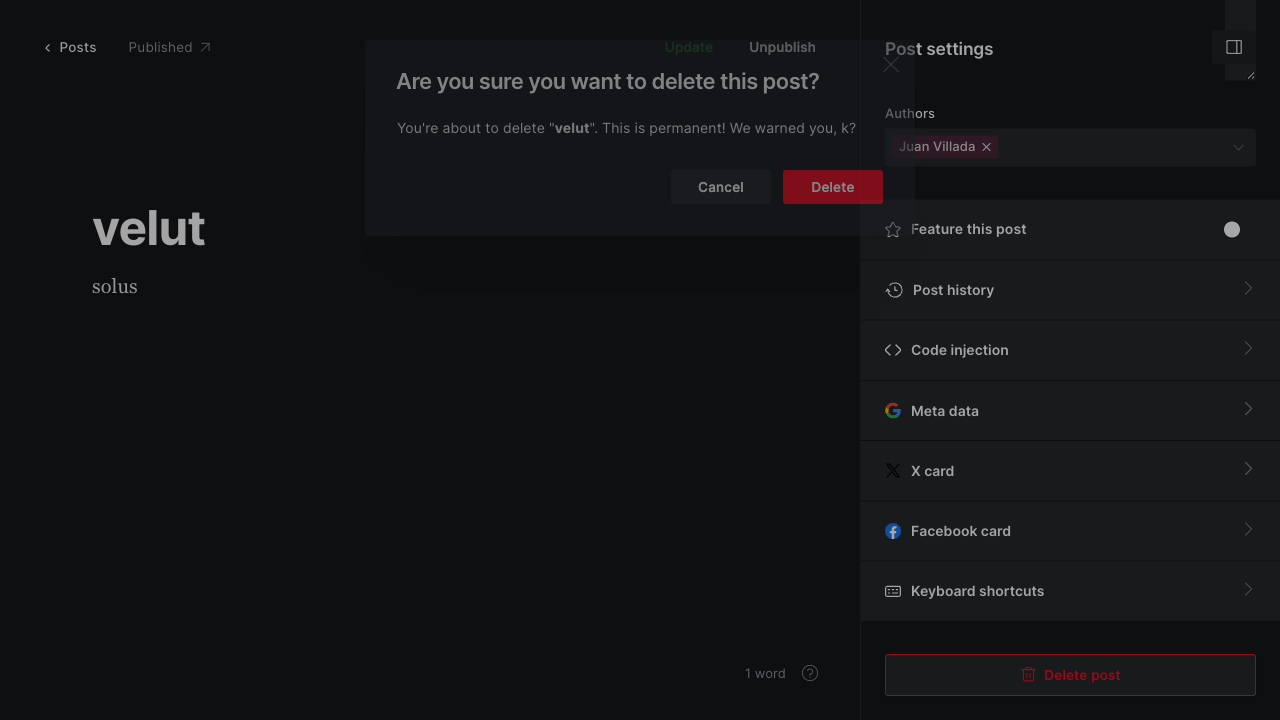 Posts
Published
Update
Unpublish
Post settings
Are you sure you want to delete this post?
You're about to delete "velut". This is permanent! We warned you, k?
Cancel
Delete
Authors
Juan Villada
velut
solus
Feature this post
Post history
Code injection
Meta data
X card
Facebook card
Keyboard shortcuts
1 word
Delete post